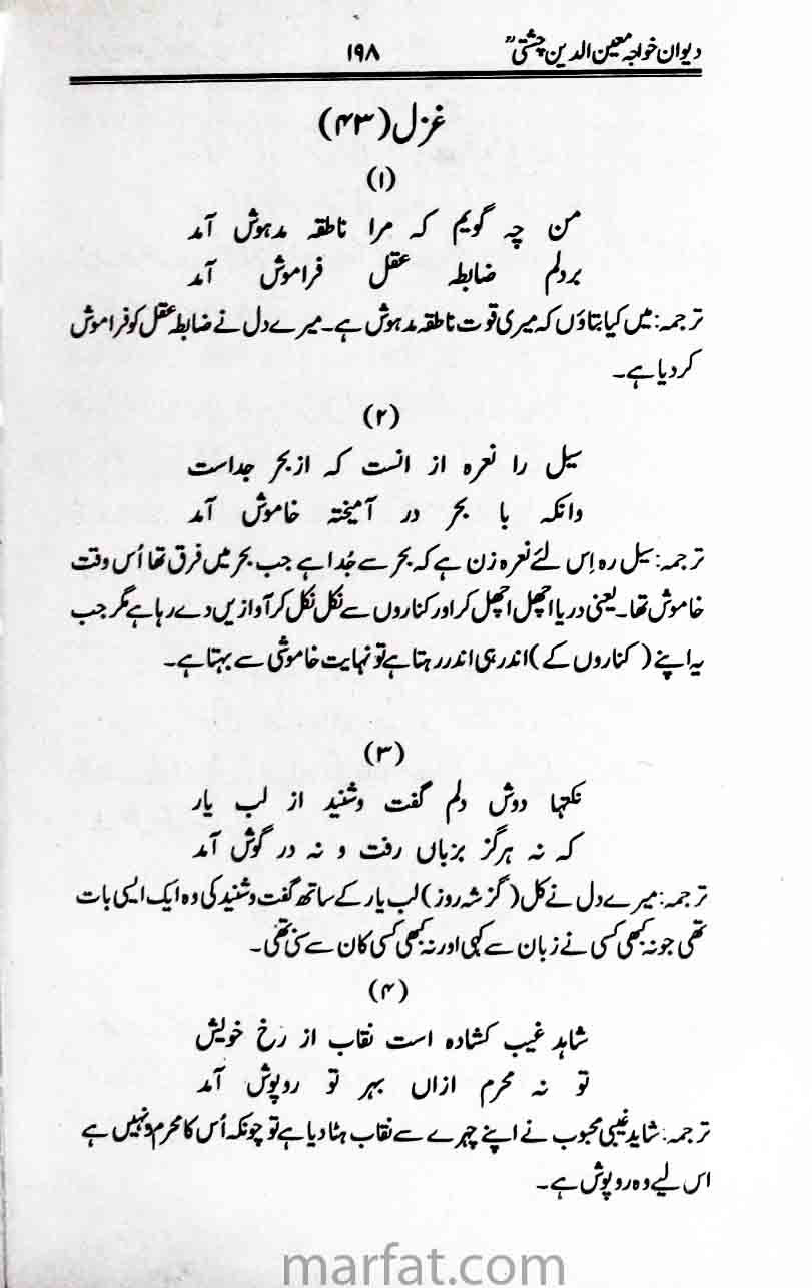 دیوان خواجہ معین الدین چشتیؒ ۱۹۸
غزل (۴۳)
(۱)
من چہ گویم کہ مرا ناطقہ مدہوش آمد
بردلم ضابطہ عقل فراموش آمد
ترجمہ: میں کیا بتاؤں کہ میری قوت ناطقہ مدہوش ہے۔ میرے دل نے ضابطہ عقل کو فراموش
کردیا ہے۔
(۲)
سیل را نعرہ از انست کہ از بحر جداست
وانکہ با بحر در آمیختہ خاموش آمد
ترجمہ: سیل رہ اِس لئے نعرہ زن ہے کہ بحر سے جُدا ہے جب بحر میں فرق تھا اُس وقت
خاموش تھا۔ یعنی دریا اچھل اچھل کر اور کناروں سے نکل نکل کر آوازیں دے رہا ہے مگر جب
یہ اپنے (کناروں کے) اندر ہی اندر رہتا ہے تو نہایت خاموشی سے بہتا ہے۔
(۳)
نکتہا دوش دلم گفت وشنید از لب یار
کہ نہ ہرگز بزباں رفت و نہ در گوش آمد
ترجمہ: میرے دل نے کل (گزشہ روز) لب یار کے ساتھ گفت وشنید کی وہ ایک ایسی بات
تھی جو نہ کبھی کسی نے زبان سے کہی اور نہ کبھی کسی کان سے سنی تھی۔
(۴)
شاہد غیب کشادہ است نقاب از رخ خویش
تو نہ محرم ازاں بہر تو روپوش آمد
ترجمہ: شاید غیبی محبوب نے اپنے چہرے سے نقاب ہٹا دیا ہے تو چونکہ اُس کا محرم نہیں ہے
اس لیے وہ روپوش ہے۔
marfat.com